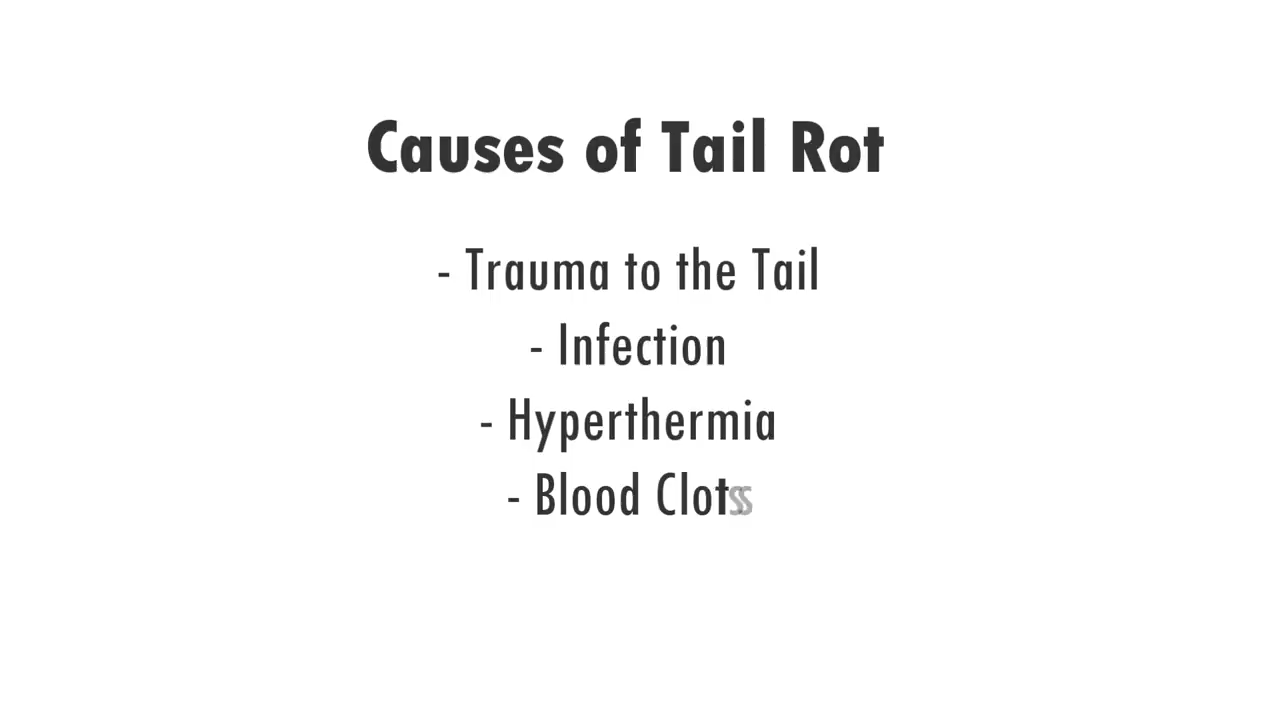 Causes of Tail Rot
- Trauma to the Tail
- Infection
- Hyperthermia
- Blood Clots